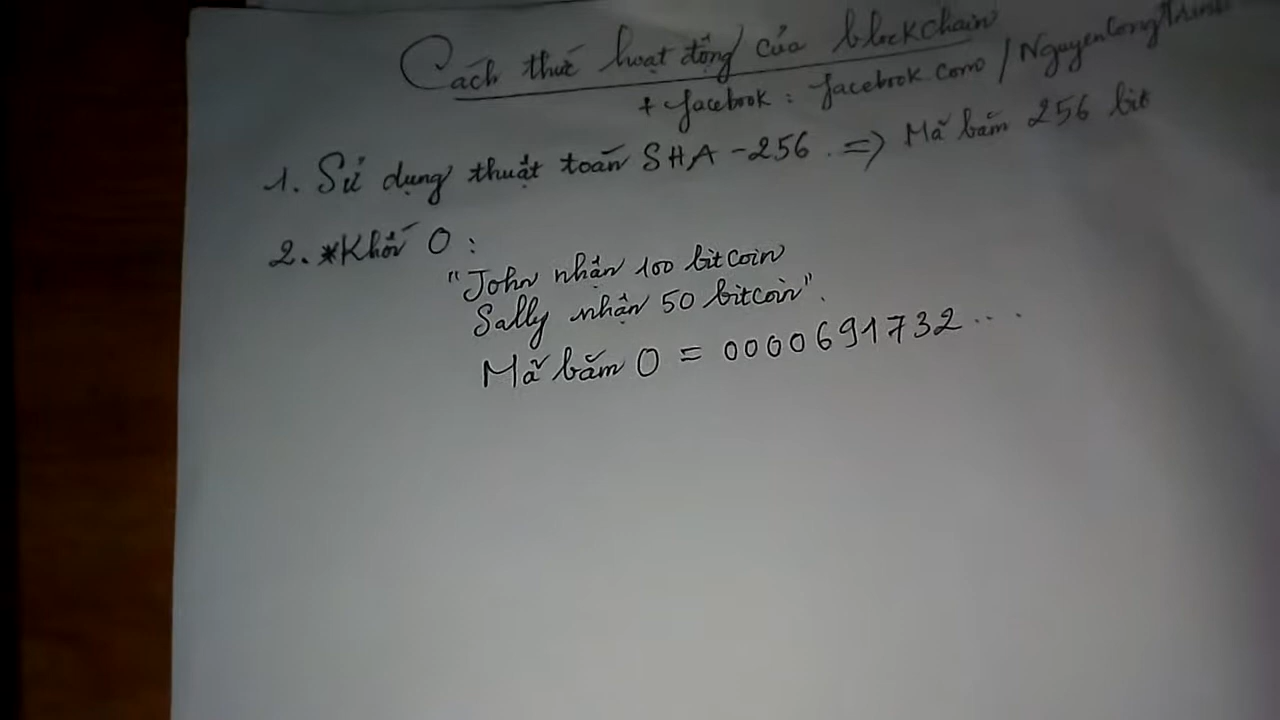 Cách thức hoạt động của blockchain
+ facebook : facebook com / NguyenCongTrinh
1. Sử dụng thuật toán SHA-256 => Mã băm 256 bit
2. *Khối 0 :
"John nhận 100 bitcoin
Sally nhận 50 bitcoin".
Mã băm 0 = 0000691732...